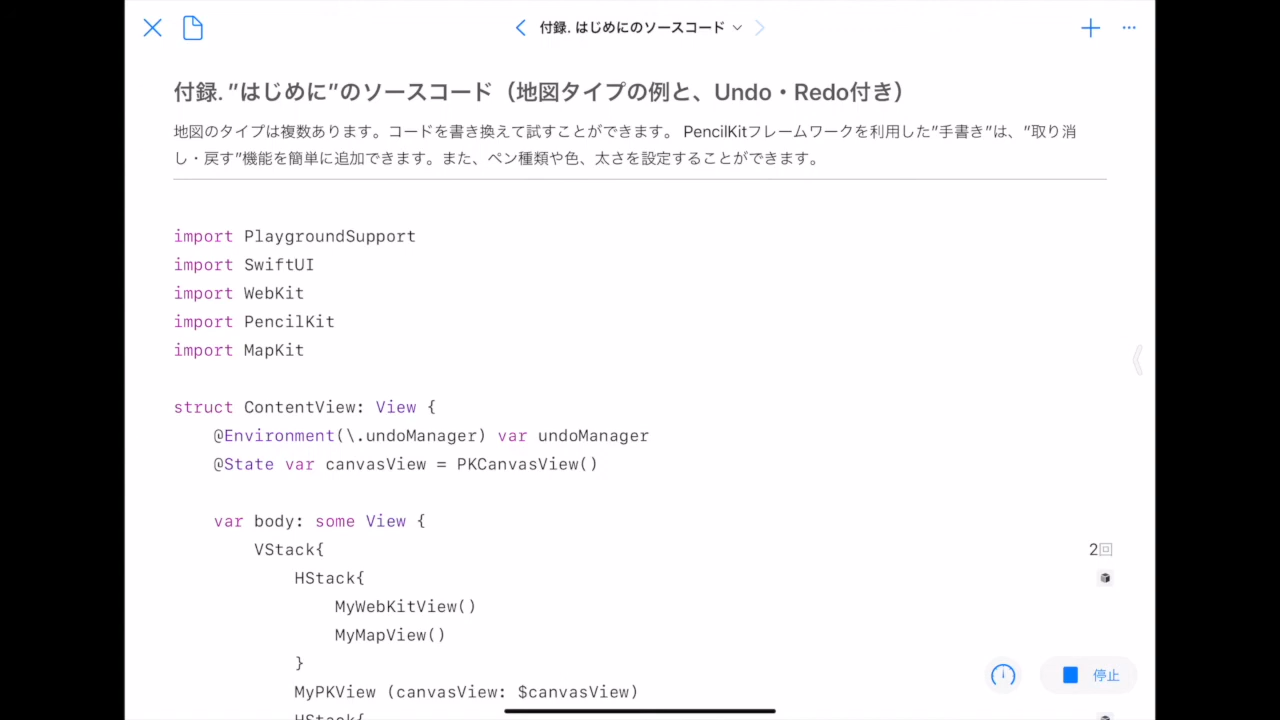 付録. はじめにのソースコード
付録. ”はじめに”のソースコード（地図タイプの例と、Undo・Redo付き）
地図のタイプは複数あります。コードを書き換えて試すことができます。 PencilKitフレームワークを利用した”手書き”は、”取り消
し・戻す”機能を簡単に追加できます。また、ペン種類や色、太さを設定することができます。
import PlaygroundSupport
import SwiftUI
import WebKit
import PencilKit
import MapKit
struct ContentView: View {
@Environment(\.undoManager) var undoManager
@State var canvasView = PKCanvasView()
var body: some View {
VStack{
2回
HStack{
MyWebKitView()
MyMapView()
}
MyPKView (canvasView: $canvasView)
HStack{
停止